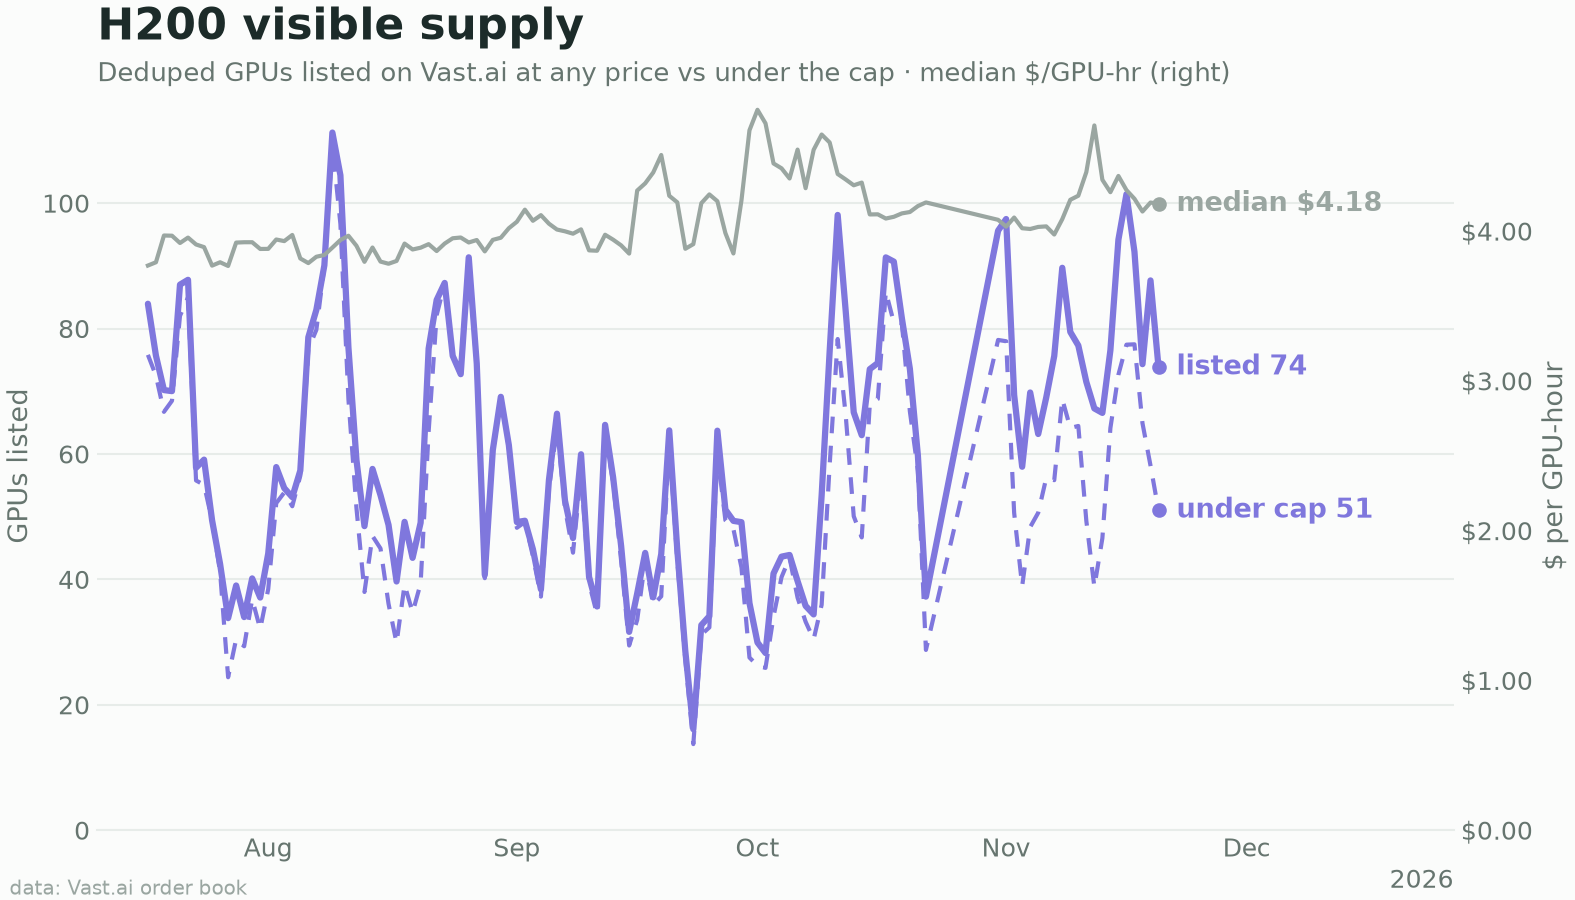 H200 visible supply
Deduped GPUs listed on Vast.ai at any price vs under the cap · median $/GPU-hr (right)
GPUs listed
100
80
60
40
20
0
median $4.18
listed 74
under cap 51
$4.00
$3.00
$2.00
$1.00
$0.00
$ per GPU-hour
Aug Sep Oct Nov Dec
2026
data: Vast.ai order book